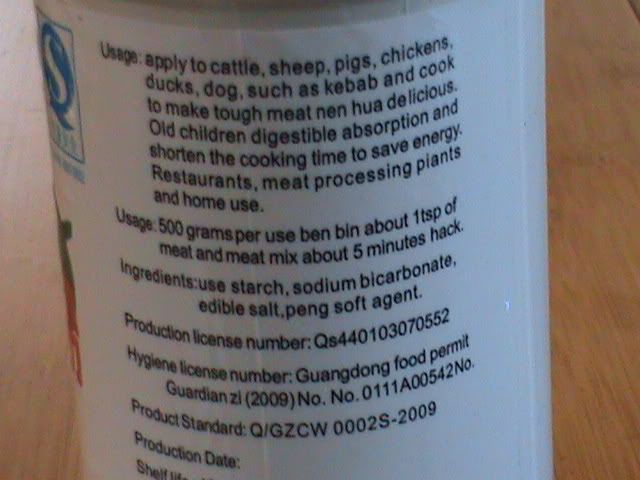 Usage: apply to cattle, sheep, pigs, chickens,
ducks, dog, such as kebab and cook
to make tough meat nen hua delicious.
Old children digestible absorption and
shorten the cooking time to save energy.
Restaurants, meat processing plants
and home use.
Usage: 500 grams per use ben bin about 1tsp of
meat and meat mix about 5 minutes hack.
Ingredients:use starch, sodium bicarbonate,
edible salt,peng soft agent.
Production license number: Qs440103070552
Hygiene license number: Guangdong food permit
Guardian zi (2009) No. No. 0111A00542No.
Product Standard: Q/GZCW 0002S-2009
Production Date:
Shelf